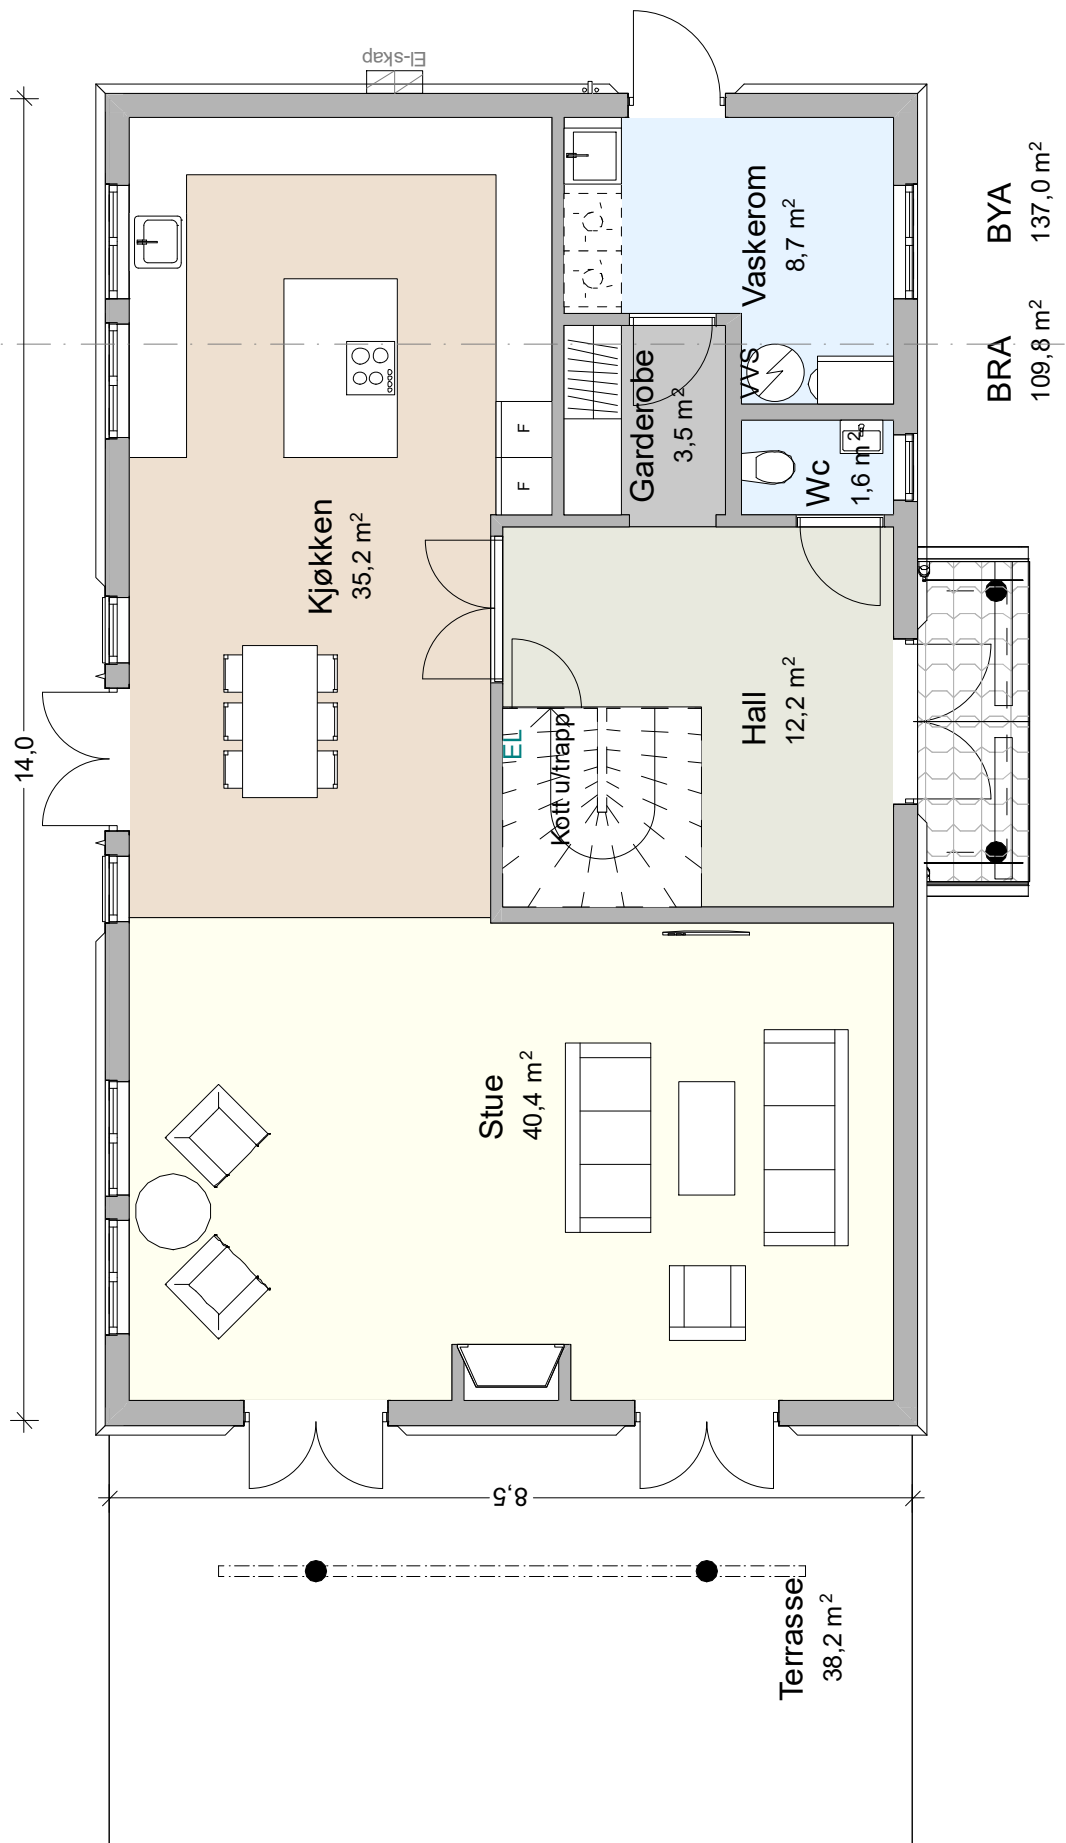 El-skap
14,0
Kjøkken
35,2 m²
F
F
Vaskerom
8,7 m²
VVS
Garderobe
3,5 m²
Wc
1,6 m²
EL
Kott u/trapp
Hall
12,2 m²
Stue
40,4 m²
8,5
Terrasse
38,2 m²
BRA
109,8 m²
BYA
137,0 m²